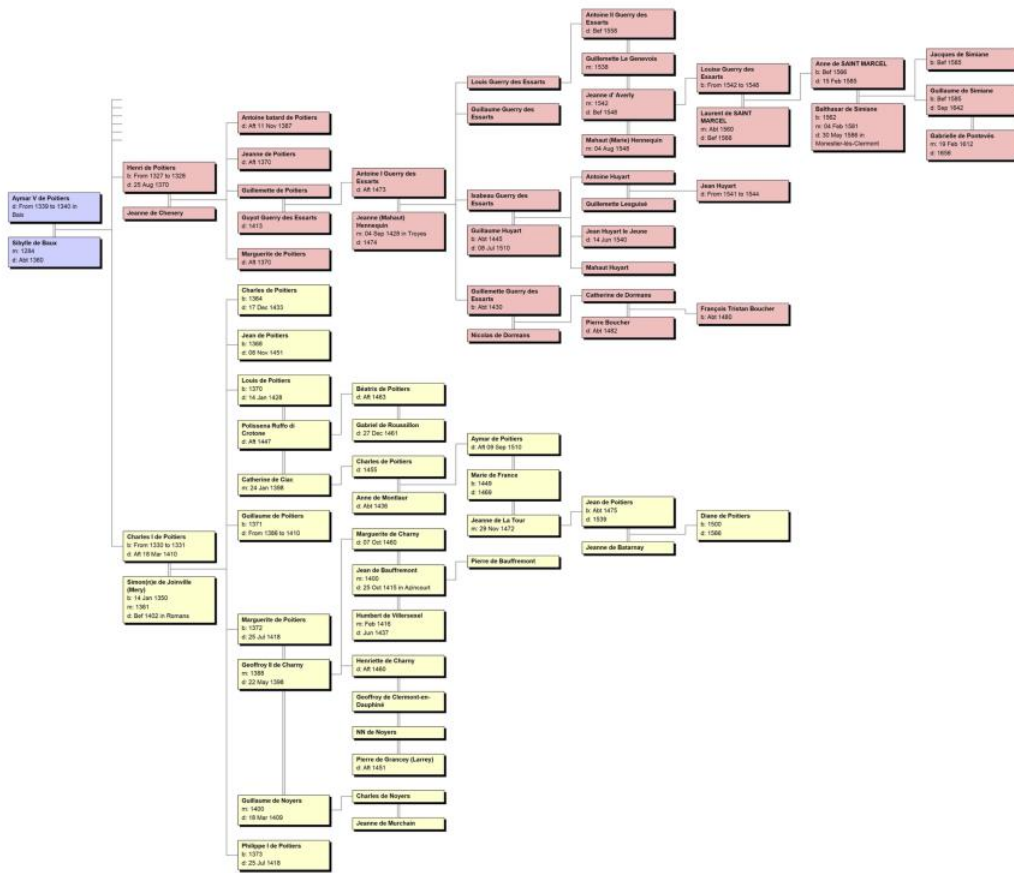 Aymar V de Poitiers
d: From 1339 to 1340 in
Bais
Sibylle de Baux
m: 1284
d: Abt 1360
Henri de Poitiers
b: From 1327 to 1328
d: 25 Aug 1370
Jeanne de Chenery
Charles I de Poitiers
b: From 1330 to 1331
d: Aft 18 Mar 1410
Simon(n)e de Joinville
(Mery)
b: 14 Jan 1350
m: 1361
d: Bef 1402 in Romans
Antoine batard de Poitiers
d: Aft 11 Nov 1387
Jeanne de Poitiers
d: Aft 1370
Guillemette de Poitiers
Guyot Guerry des Essarts
d: 1413
Marguerite de Poitiers
d: Aft 1370
Charles de Poitiers
b: 1364
d: 17 Dec 1433
Jean de Poitiers
b: 1368
d: 08 Nov 1451
Louis de Poitiers
b: 1370
d: 14 Jan 1428
Polissena Ruffo di
Crotone
d: Aft 1447
Catherine de Giac
m: 24 Jan 1398
Guillaume de Poitiers
b: 1371
d: From 1386 to 1410
Marguerite de Poitiers
b: 1372
d: 25 Jul 1418
Geoffroy II de Charny
m: 1388
d: 22 May 1398
Guillaume de Noyers
m: 1400
d: 18 Mar 1409
Philippe I de Poitiers
b: 1373
d: 25 Jul 1418
Antoine I Guerry des
Essarts
d: Aft 1473
Jeanne (Mahaut)
Hennequin
m: 04 Sep 1429 in Troyes
d: 1474
Béatrix de Poitiers
d: Aft 1463
Gabriel de Roussillon
d: 27 Dec 1461
Charles de Poitiers
d: 1455
Anne de Montlaur
d: Abt 1436
Marguerite de Charny
d: 07 Oct 1460
Jean de Bauffremont
m: 1400
d: 25 Oct 1415 in Azincourt
Humbert de Villersexel
m: Feb 1416
d: Jun 1437
Henriette de Charny
d: Aft 1460
Geoffroy de Clermont-en-
Dauphiné
NN de Noyers
Pierre de Grancey (Larrey)
d: Aft 1451
Charles de Noyers
Jeanne de Murchain
Louis Guerry des Essarts
Guillaume Guerry des
Essarts
Isabeau Guerry des
Essarts
Guillaume Huyart
b: Abt 1440
d: 08 Jul 1510
Guillemette Guerry des
Essarts
b: Abt 1430
Nicolas de Dormans
Aymar de Poitiers
d: Aft 09 Sep 1510
Marie de France
b: 1449
d: 1469
Jeanne de La Tour
m: 29 Nov 1472
Pierre de Bauffremont
Antoine II Guerry des
Essarts
d: Bef 1558
Guillemette Le Genevois
m: 1538
Jeanne d' Averly
m: 1542
d: Bef 1548
Mahaut (Marie) Hennequin
m: 04 Aug 1548
Antoine Huyart
Guillemette Lesguisé
Jean Huyart le Jeune
d: 14 Jun 1540
Mahaut Huyart
Catherine de Dormans
Pierre Boucher
d: Abt 1482
Jean de Poitiers
b: Abt 1475
d: 1539
Jeanne de Batarnay
Louise Guerry des
Essarts
b: From 1542 to 1548
Laurent de SAINT
MARCEL
m: Abt 1560
d: Bef 1566
Jean Huyart
d: From 1541 to 1544
François Tristan Boucher
b: Abt 1480
Diane de Poitiers
b: 1500
d: 1566
Anne de SAINT MARCEL
b: Bef 1566
d: 15 Feb 1585
Balthasar de Simiane
b: 1562
m: 04 Feb 1581
d: 30 May 1586 in
Monestier-lès-Clermont
Jacques de Simiane
b: Bef 1585
Guillaume de Simiane
b: Bef 1585
d: Sep 1642
Gabrielle de Pontevès
m: 19 Feb 1612
d: 1656